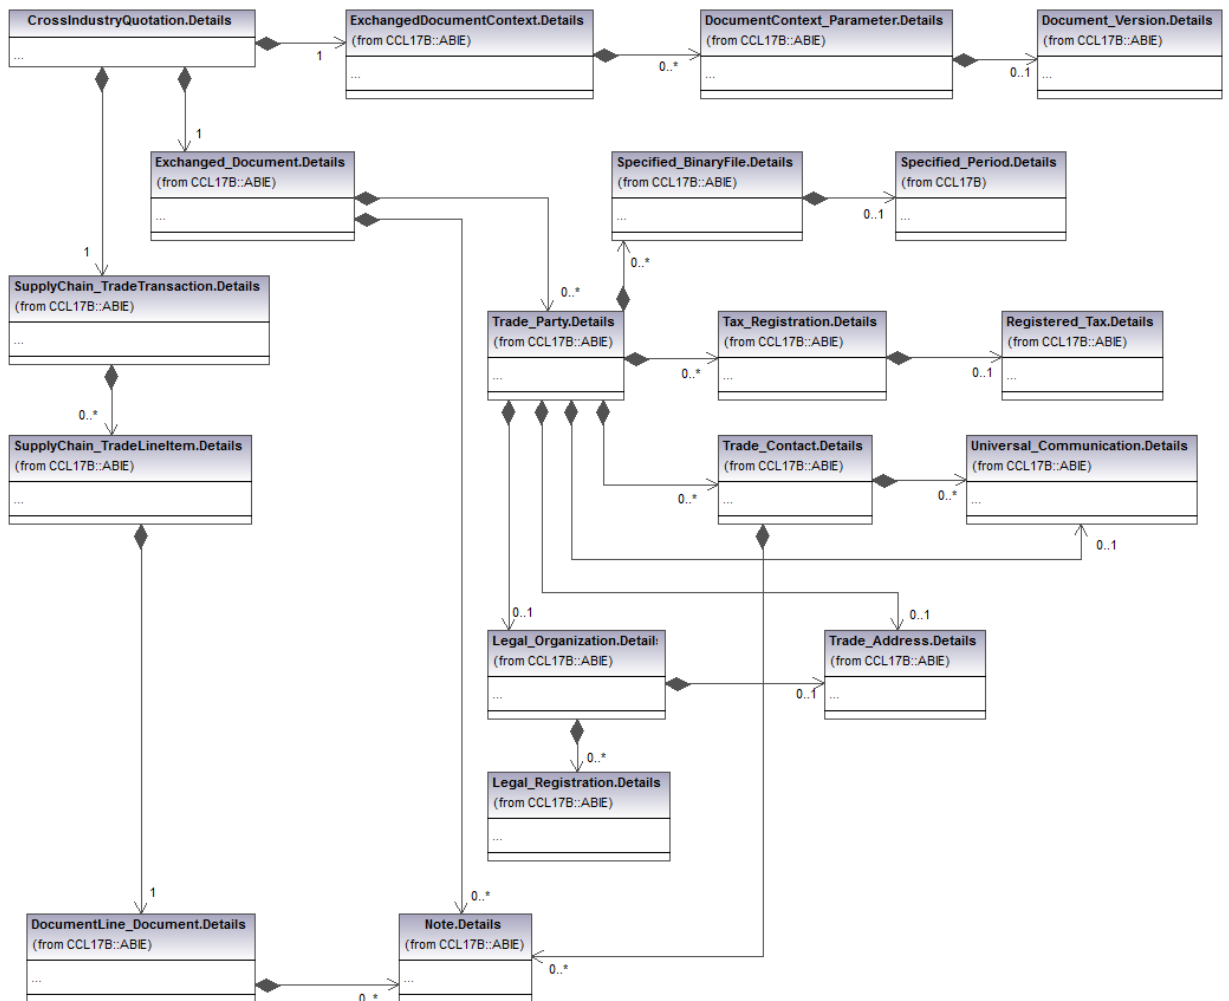 CrossIndustryQuotation.Details
...
ExchangedDocumentContext.Details
(from CCL17B::ABIE)
...
DocumentContext_Parameter.Details
(from CCL17B::ABIE)
...
Document_Version.Details
(from CCL17B::ABIE)
...
1
0..*
0..1
1
Exchanged_Document.Details
(from CCL17B::ABIE)
...
Specified_BinaryFile.Details
(from CCL17B::ABIE)
...
Specified_Period.Details
(from CCL17B)
...
0..1
1
0..*
0..*
SupplyChain_TradeTransaction.Details
(from CCL17B::ABIE)
...
Trade_Party.Details
(from CCL17B::ABIE)
...
Tax_Registration.Details
(from CCL17B::ABIE)
...
Registered_Tax.Details
(from CCL17B::ABIE)
...
0..*
0..1
0..*
SupplyChain_TradeLineItem.Details
(from CCL17B::ABIE)
...
Trade_Contact.Details
(from CCL17B::ABIE)
...
Universal_Communication.Details
(from CCL17B::ABIE)
...
0..*
0..*
0..1
0..1
0..1
Legal_Organization.Details
(from CCL17B::ABIE)
...
Trade_Address.Details
(from CCL17B::ABIE)
...
0..1
0..*
Legal_Registration.Details
(from CCL17B::ABIE)
...
1
0..*
DocumentLine_Document.Details
(from CCL17B::ABIE)
...
Note.Details
(from CCL17B::ABIE)
...
0..*
0..*